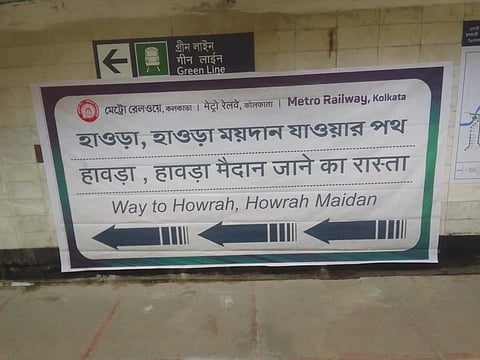 গ্রীন লাইন
ग्रीन लाईन
Green Line
মেট্রো রেলওয়ে, কলকাতা | मेट्रो रेलवे, कोलकाता | Metro Railway, Kolkata
হাওড়া, হাওড়া ময়দান যাওয়ার পথ
हावड़ा , हावड़ा मैदान जाने का रास्ता
Way to Howrah, Howrah Maidan